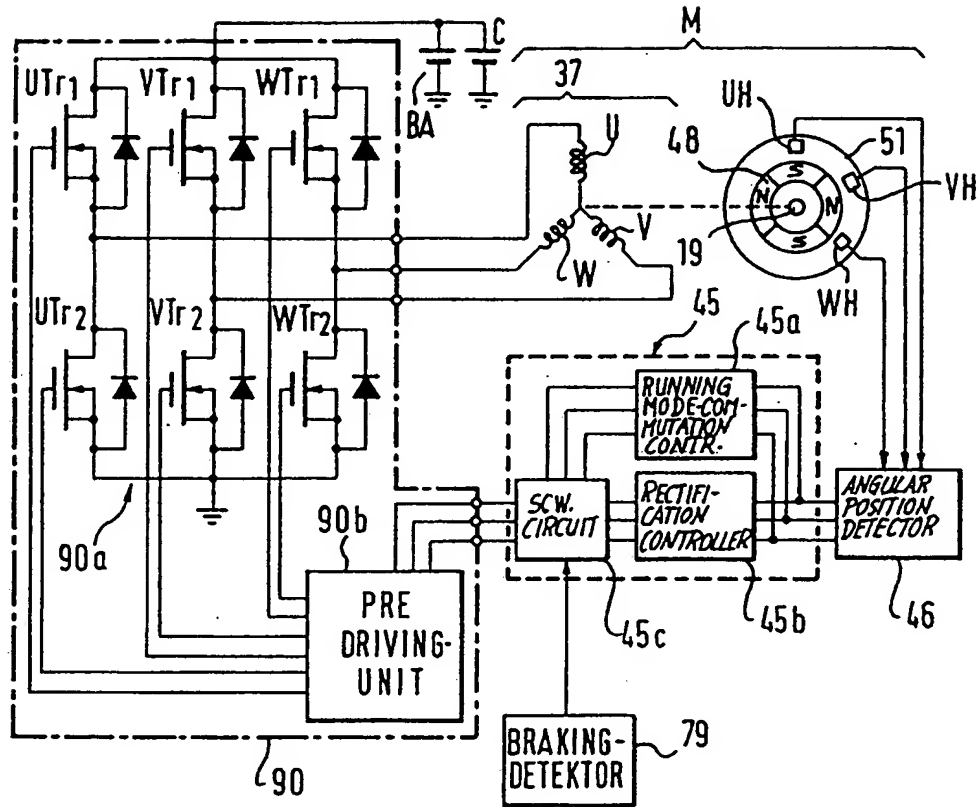 M
C
37
UTr1
VTr1
WTr1
BA
U
UH
51
48
VH
V
W
19
WH
UTr2
VTr2
WTr2
45
45a
RUNNING
MODE-COM-
MUTATION
CONTR.
90b
SCW.
CIRCUIT
RECTIFI-
CATION
CONTROLLER
ANGULAR
POSITION
DETECTOR
90a
PRE
DRIVING-
UNIT
45c
45b
46
BRAKING-
DETEKTOR
79
90
N
S
N
S